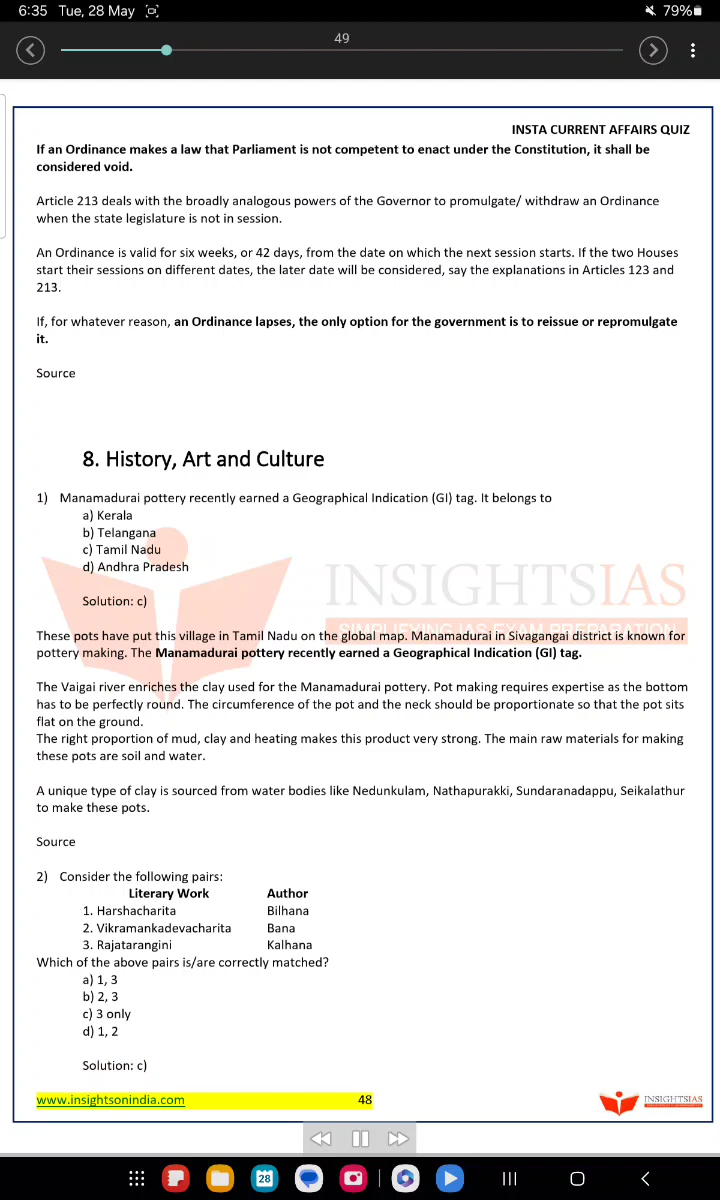 6:35 Tue, 28 May
79%
49
INSTA CURRENT AFFAIRS QUIZ
If an Ordinance makes a law that Parliament is not competent to enact under the Constitution, it shall be
considered void.
Article 213 deals with the broadly analogous powers of the Governor to promulgate/ withdraw an Ordinance
when the state legislature is not in session.
An Ordinance is valid for six weeks, or 42 days, from the date on which the next session starts. If the two Houses
start their sessions on different dates, the later date will be considered, say the explanations in Articles 123 and
213.
If, for whatever reason, an Ordinance lapses, the only option for the government is to reissue or repromulgate
it.
Source
8. History, Art and Culture
1) Manamadurai pottery recently earned a Geographical Indication (GI) tag. It belongs to
a) Kerala
b) Telangana
c) Tamil Nadu
d) Andhra Pradesh
INSIGHTSIAS
Solution: c)
SIMPLIFYING IAS EXAM PREPARATION
These pots have put this village in Tamil Nadu on the global map. Manamadurai in Sivagangai district is known for
pottery making. The Manamadurai pottery recently earned a Geographical Indication (GI) tag.
The Vaigai river enriches the clay used for the Manamadurai pottery. Pot making requires expertise as the bottom
has to be perfectly round. The circumference of the pot and the neck should be proportionate so that the pot sits
flat on the ground.
The right proportion of mud, clay and heating makes this product very strong. The main raw materials for making
these pots are soil and water.
A unique type of clay is sourced from water bodies like Nedunkulam, Nathapurakki, Sundaranadappu, Seikalathur
to make these pots.
Source
2) Consider the following pairs:
Literary Work Author
1. Harshacharita Bilhana
2. Vikramankadevacharita Bana
3. Rajatarangini Kalhana
Which of the above pairs is/are correctly matched?
a) 1, 3
b) 2, 3
c) 3 only
d) 1, 2
Solution: c)
www.insightsonindia.com 48
INSIGHTSIAS
28